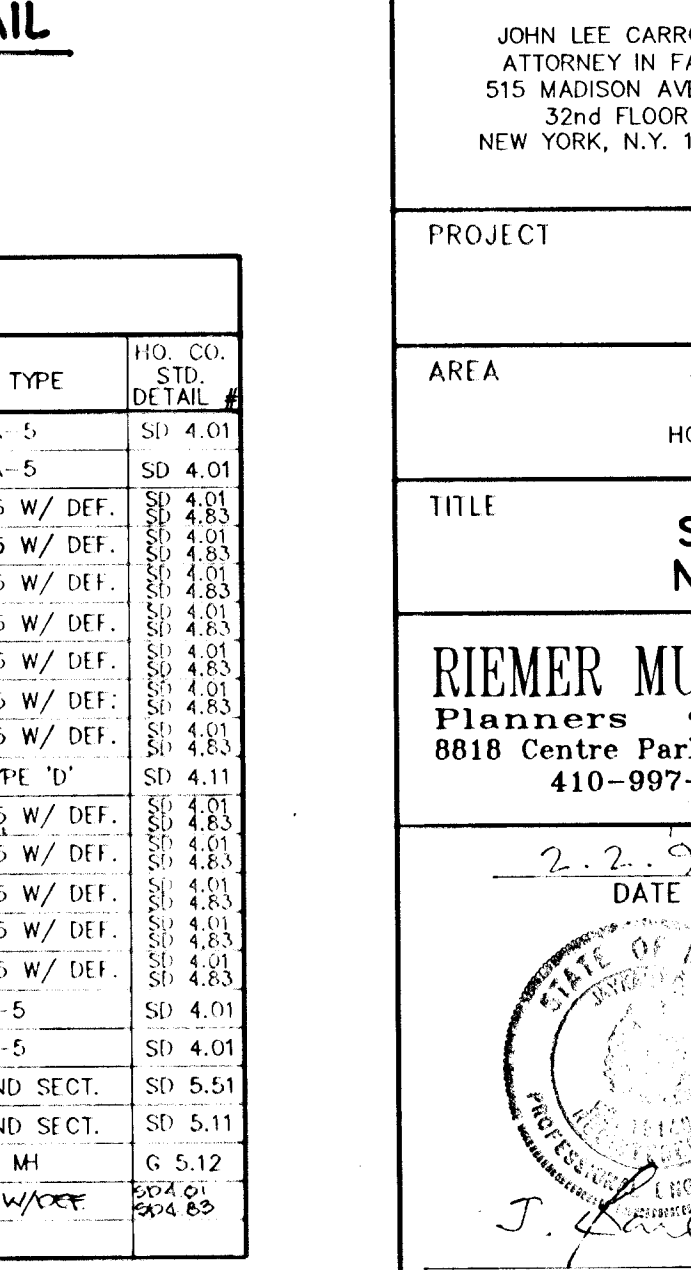 AIL
TYPE
HO. CO.
STD.
DETAIL #
-5 SD 4.01
-5 SD 4.01
5 W/ DEF. SD 4.01
SD 4.83
5 W/ DEF. SD 4.01
SD 4.83
5 W/ DEF. SD 4.01
SD 4.83
5 W/ DEF. SD 4.01
SD 4.83
5 W/ DEF. SD 4.01
SD 4.83
5 W/ DEF. SD 4.01
SD 4.83
5 W/ DEF. SD 4.01
SD 4.83
PE 'D' SD 4.11
5 W/ DEF. SD 4.01
SD 4.83
5 W/ DEF. SD 4.01
SD 4.83
5 W/ DEF. SD 4.01
SD 4.83
5 W/ DEF. SD 4.01
SD 4.83
5 W/ DEF. SD 4.01
SD 4.83
-5 SD 4.01
-5 SD 4.01
ND SECT. SD 5.51
ND SECT. SD 5.11
MH G 5.12
W/DEF. SD4.01
SD4.83
JOHN LEE CARR
ATTORNEY IN FA
515 MADISON AVE
32nd FLOOR
NEW YORK, N.Y. 1
PROJECT
AREA
HO
TITLE
S
N
RIEMER MU
Planners
8818 Centre Par
410-997-
2.2.9
DATE
STATE OF
PROFESSIONAL ENG
J.